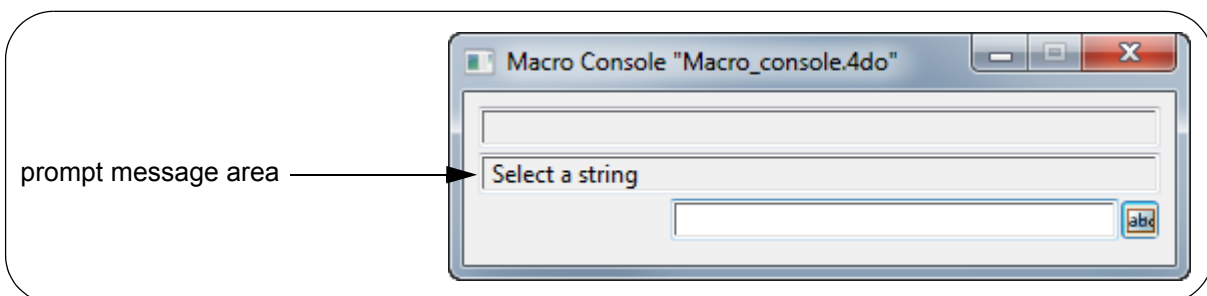 Macro Console "Macro_console.4do"
prompt message area
Select a string
abc